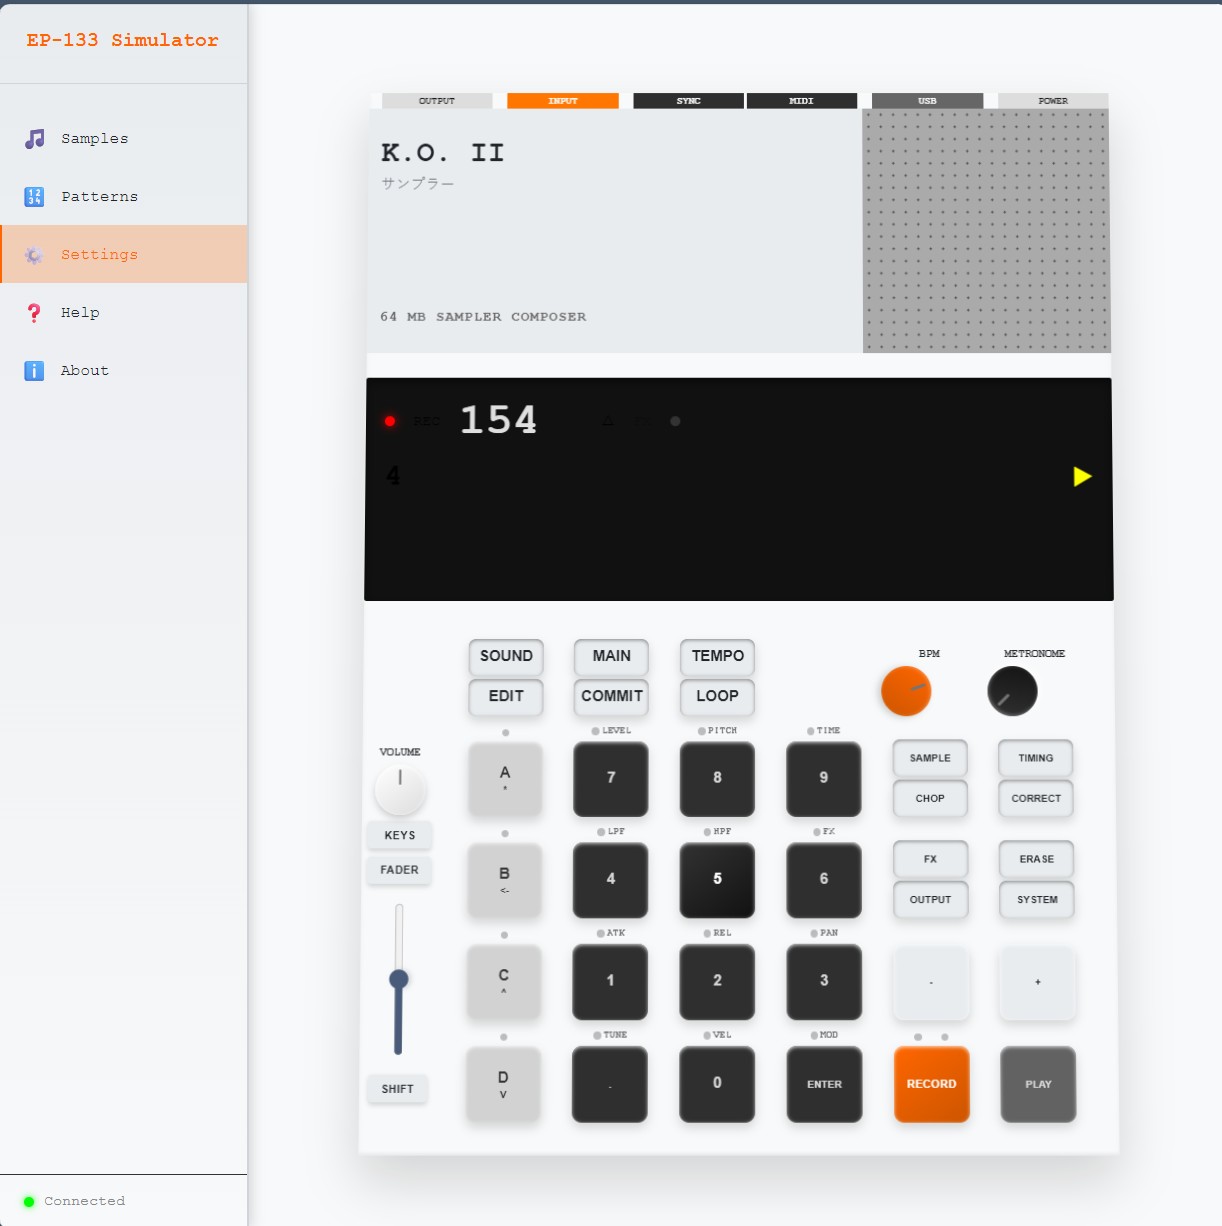 EP-133 Simulator
Samples
Patterns
Settings
Help
About
Connected
OUTPUT INPUT SYNC MIDI USB POWER
K.O. II
サンプラー
64 MB SAMPLER COMPOSER
REC 154
4
SOUND MAIN TEMPO
BPM METRONOME
EDIT COMMIT LOOP
LEVEL PITCH TIME
VOLUME
A 7 8 9
*
SAMPLE TIMING
CHOP CORRECT
KEYS
LPF HPF FX
FADER
B 4 5 6
<-
FX ERASE
OUTPUT SYSTEM
ATK REL PAN
C 1 2 3 - +
^
TUNE VEL MOD
SHIFT
D . 0 ENTER RECORD PLAY
V